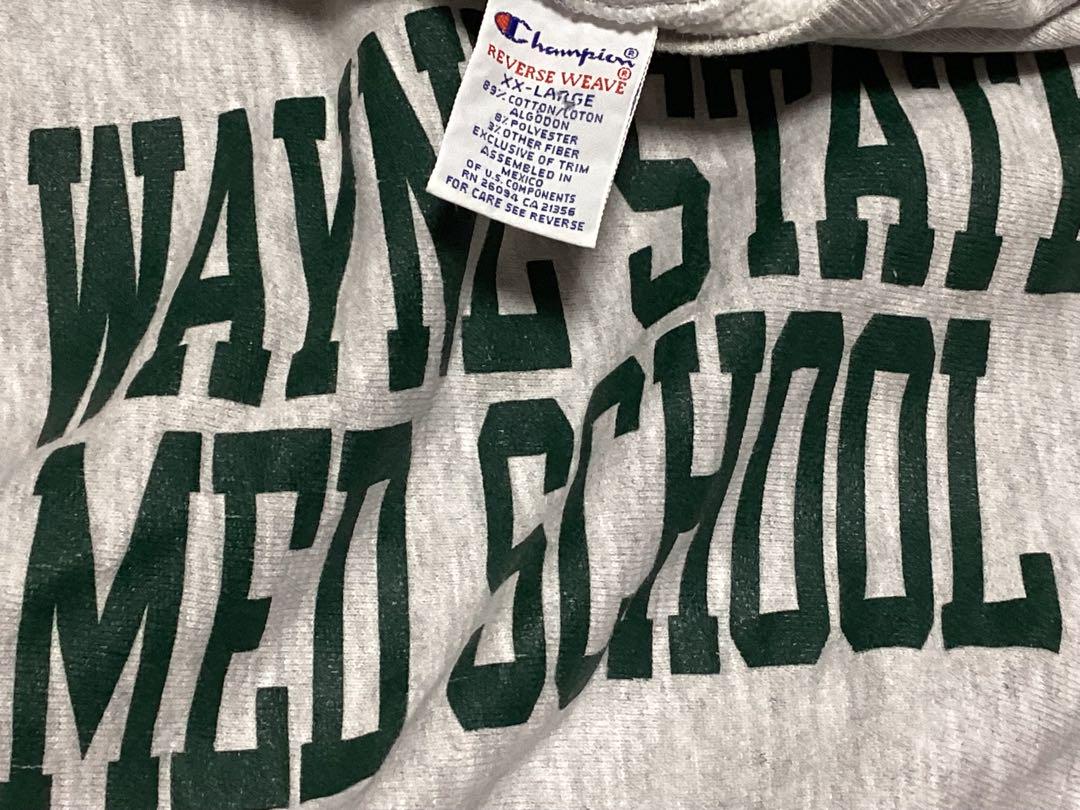 Champion®
REVERSE WEAVE®
XX-LARGE
89% COTTON/COTON
ALGODON
8% POLYESTER
3% OTHER FIBER
EXCLUSIVE OF TRIM
ASSEMBLED IN
MEXICO
OF U.S. COMPONENTS
RN 26094 CA 21356
FOR CARE SEE REVERSE
WAYNE STATE
MED SCHOOL